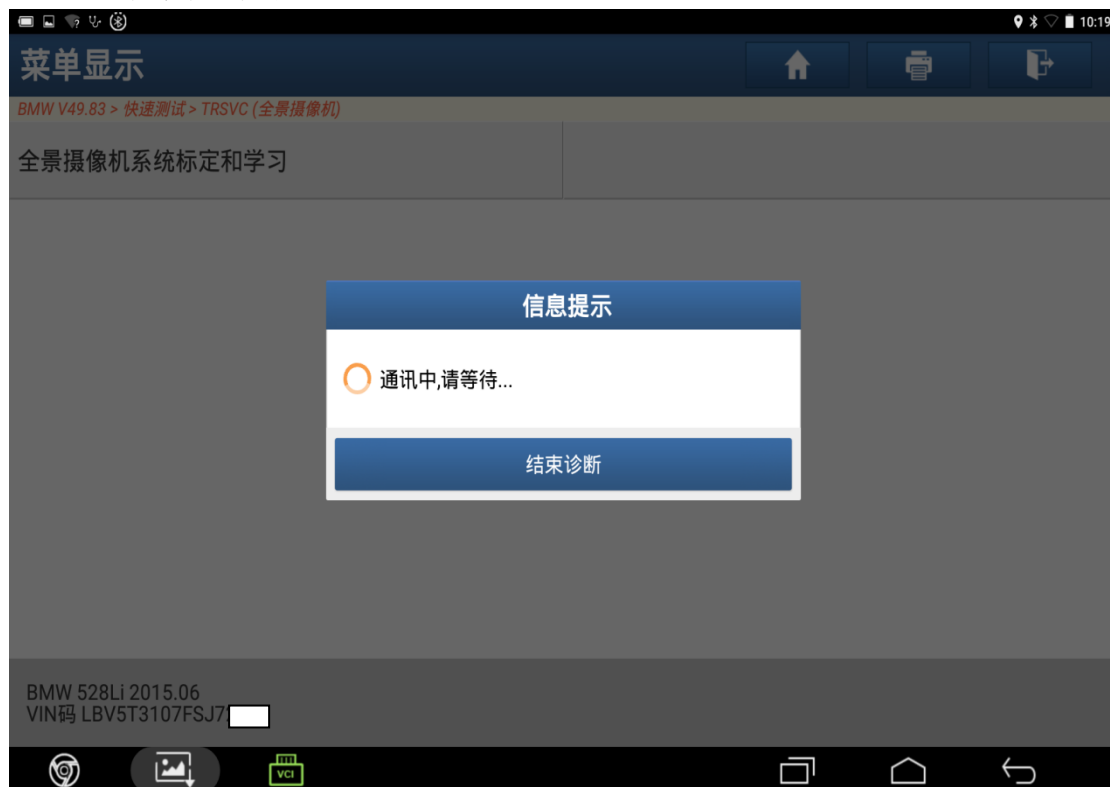 10:19
菜单显示
BMW V49.83 > 快速测试 > TRSVC (全景摄像机)
全景摄像机系统标定和学习
信息提示
通讯中,请等待...
结束诊断
BMW 528Li 2015.06
VIN码 LBV5T3107FSJ7
VCI